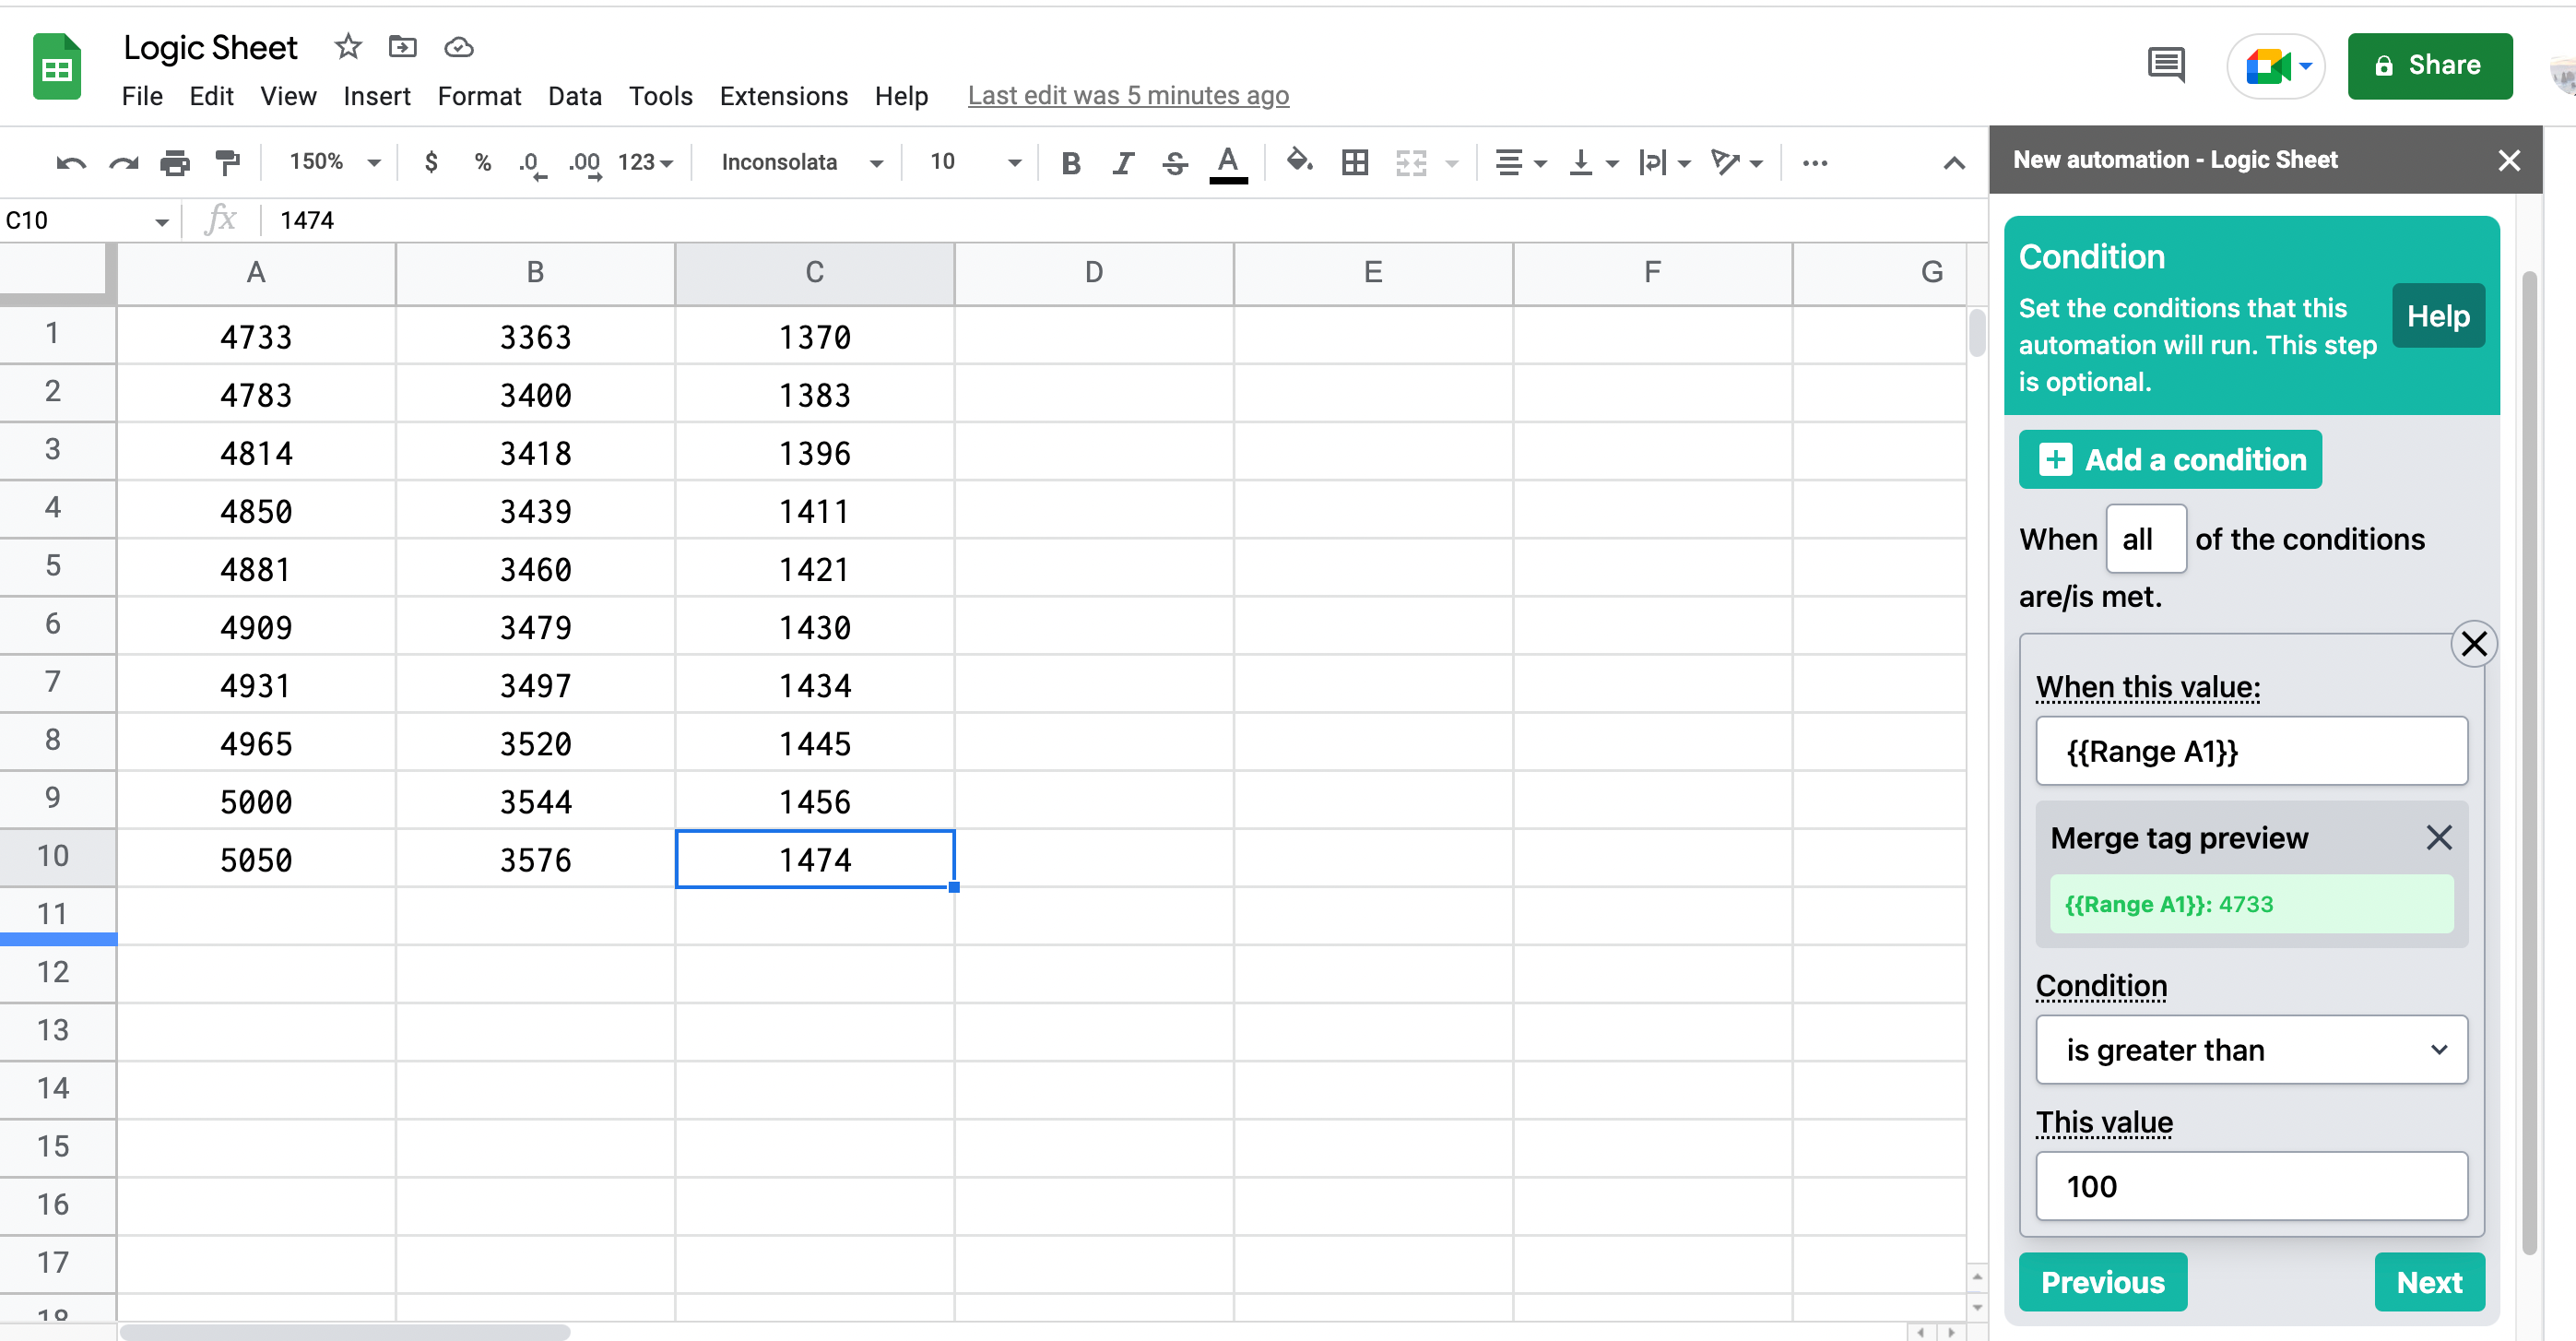 Logic Sheet
File Edit View Insert Format Data Tools Extensions Help Last edit was 5 minutes ago
Share
150% $ % .0 .00 123 Inconsolata 10 B I S A
C10 fx 1474
A B C D E F G
1 4733 3363 1370
2 4783 3400 1383
3 4814 3418 1396
4 4850 3439 1411
5 4881 3460 1421
6 4909 3479 1430
7 4931 3497 1434
8 4965 3520 1445
9 5000 3544 1456
10 5050 3576 1474
11
12
13
14
15
16
17
18
New automation - Logic Sheet
Condition
Set the conditions that this
automation will run. This step
is optional.
Help
Add a condition
When all of the conditions
are/is met.
When this value:
{{Range A1}}
Merge tag preview
{{Range A1}}: 4733
Condition
is greater than
This value
100
Previous Next